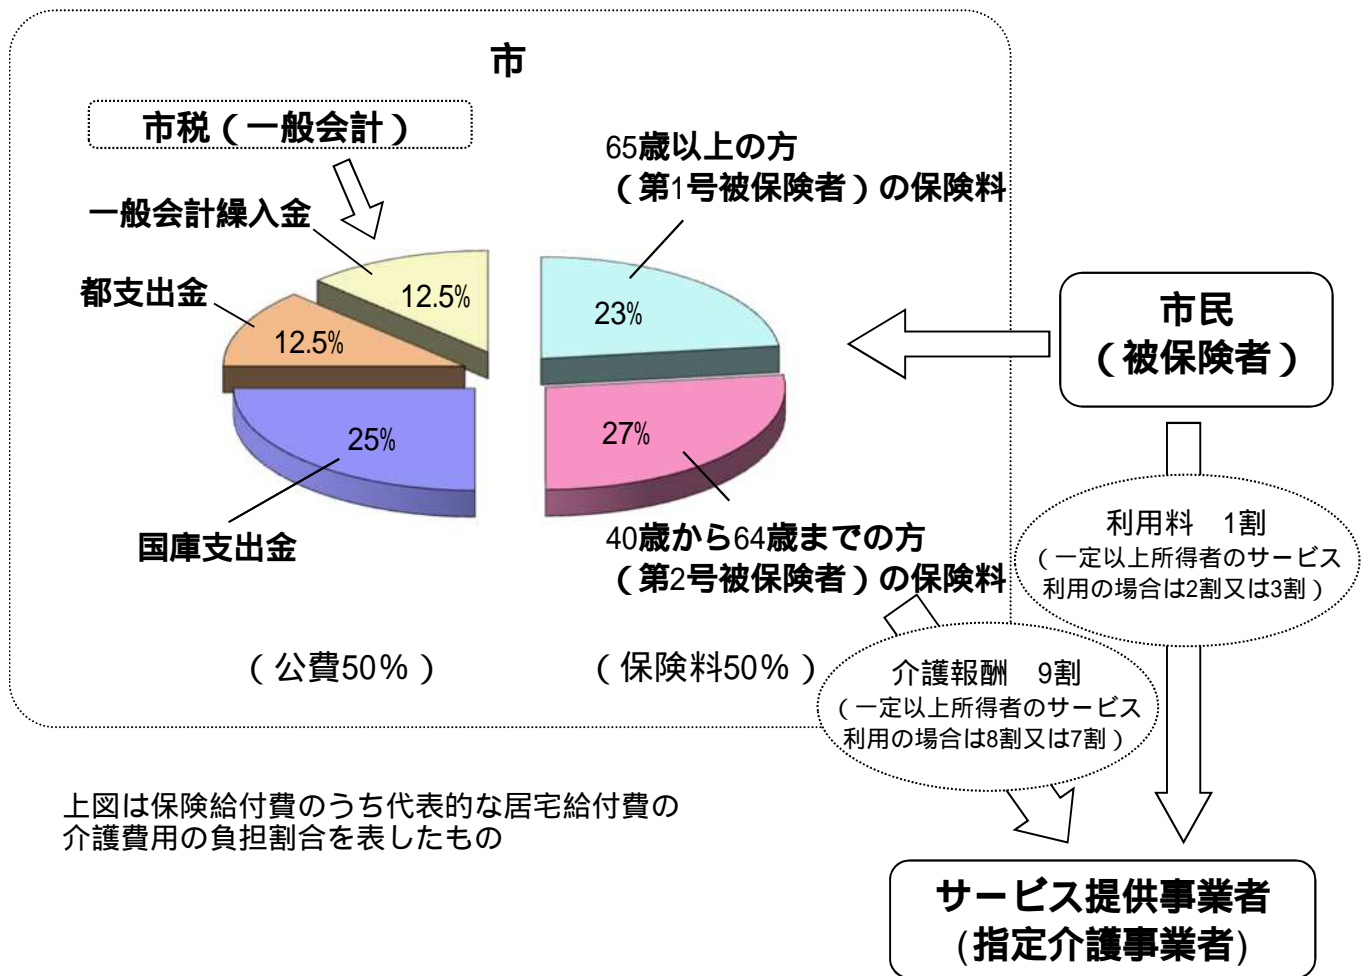 市
市税（一般会計）
一般会計繰入金
都支出金
12.5%
12.5%
25%
国庫支出金
（公費50％）
65歳以上の方
（第1号被保険者）の保険料
23%
27%
40歳から64歳までの方
（第2号被保険者）の保険料
（保険料50％）
市民
（被保険者）
利用料　1割
（一定以上所得者のサービス
利用の場合は2割又は3割）
介護報酬　9割
（一定以上所得者のサービス
利用の場合は8割又は7割）
上図は保険給付費のうち代表的な居宅給付費の
介護費用の負担割合を表したもの
サービス提供事業者
(指定介護事業者)